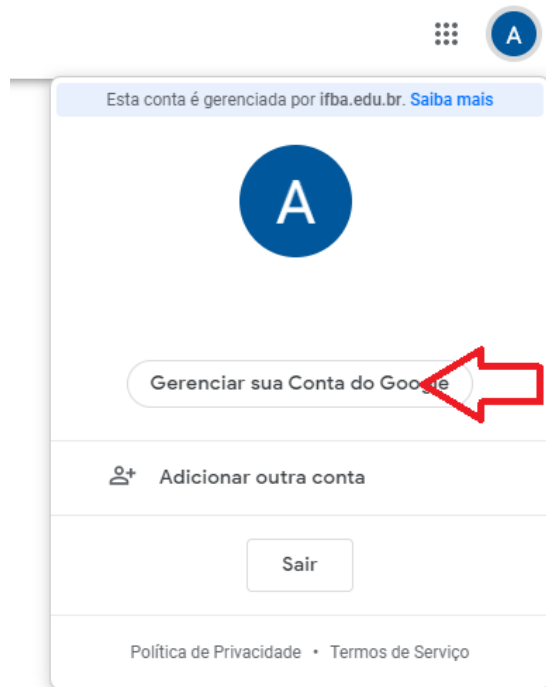 A
Esta conta é gerenciada por ifba.edu.br. Saiba mais
A
Gerenciar sua Conta do Google
Adicionar outra conta
Sair
Política de Privacidade • Termos de Serviço